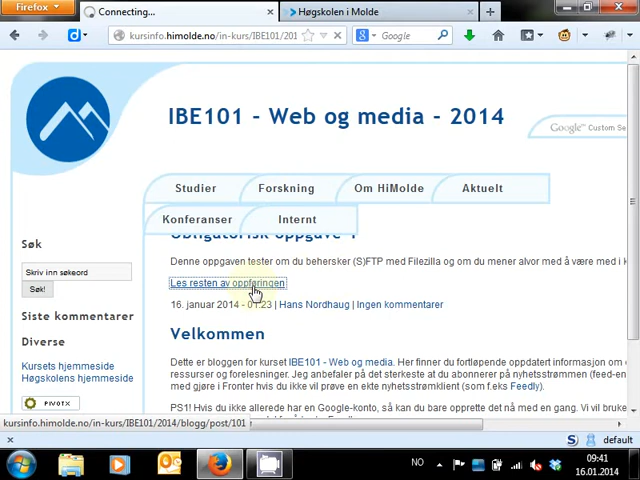 Firefox
Connecting...
Høgskolen i Molde
kursinfo.himolde.no/in-kurs/IBE101/201
Google
IBE101 - Web og media - 2014
Google™ Custom Se
Studier
Forskning
Om HiMolde
Aktuelt
Konferanser
Internt
Søk
Skriv inn søkeord
Søk!
Siste kommentarer
Diverse
Kursets hjemmeside
Høgskolens hjemmeside
PIVOTX
Obligatorisk oppgave 1
Denne oppgaven tester om du behersker (S)FTP med Filezilla og om du mener alvor med å være med i k
Les resten av oppføringen
16. januar 2014 - 01:23 | Hans Nordhaug | Ingen kommentarer
Velkommen
Dette er bloggen for kurset IBE101 - Web og media. Her finner du fortløpende oppdatert informasjon o
ressurser og forelesninger. Jeg anbefaler på det sterkeste at du abonnerer på nyhetsstrømmen (feed-en
med gjøre i Fronter hvis du ikke vil prøve en ekte nyhetsstrømklient (som f.eks Feedly).
PS1! Hvis du ikke allerede har en Google-konto, så kan du bare opprette det nå med en gang. Vi vil bruke
kursinfo.himolde.no/in-kurs/IBE101/2014/blogg/post/101
default
NO
09:41
16.01.2014